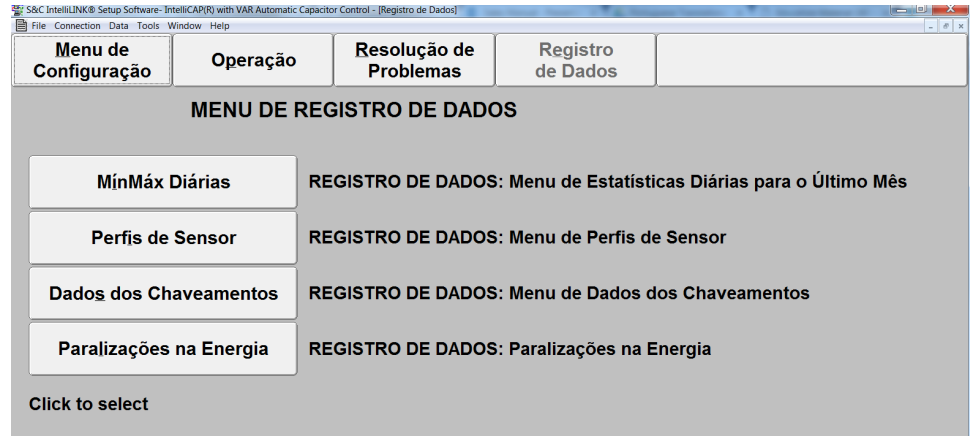 S&C IntelliLINK® Setup Software- IntelliCAP(R) with VAR Automatic Capacitor Control - [Registro de Dados]
File Connection Data Tools Window Help
Menu de
Configuração
Operação
Resolução de
Problemas
Registro
de Dados
MENU DE REGISTRO DE DADOS
MínMáx Diárias
REGISTRO DE DADOS: Menu de Estatísticas Diárias para o Último Mês
Perfis de Sensor
REGISTRO DE DADOS: Menu de Perfis de Sensor
Dados dos Chaveamentos
REGISTRO DE DADOS: Menu de Dados dos Chaveamentos
Paralizações na Energia
REGISTRO DE DADOS: Paralizações na Energia
Click to select